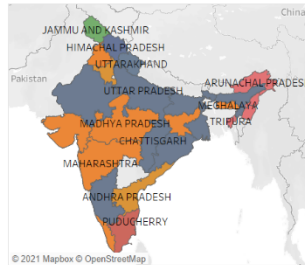 China
JAMMU AND KASHMIR
HIMACHAL PRADESH
UTTARAKHAND
Pakistan
ARUNACHAL PRADES
UTTAR PRADESH
MEGHALAYA
MADHYA PRADESH
TRIPURA
CHATTISGARH
MAHARASHTRA
ANDHRA PRADESH
PUDUCHERRY
© 2021 Mapbox © OpenStreetMap